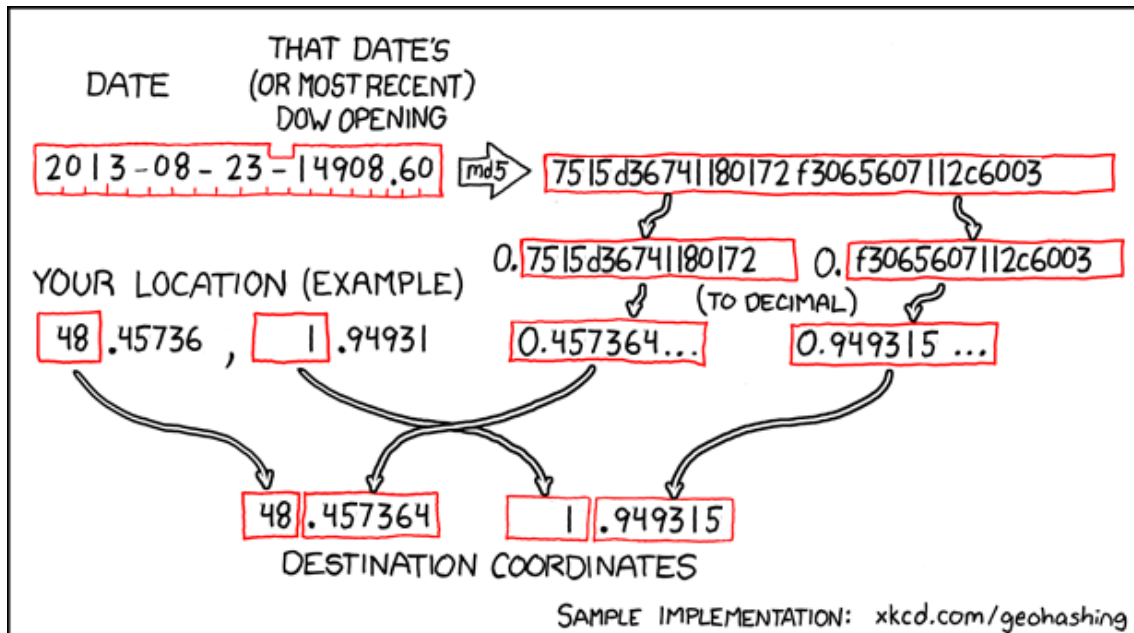 THAT DATE'S
DATE (OR MOST RECENT)
DOW OPENING
2013-08-23-14908.60 md5 7515d36741180172f3065607112c6003
0.7515d36741180172 0.f3065607112c6003
YOUR LOCATION (EXAMPLE) (TO DECIMAL)
48.45736, 1.94931 0.457364... 0.949315...
48.457364 1.949315
DESTINATION COORDINATES
SAMPLE IMPLEMENTATION: xkcd.com/geohashing